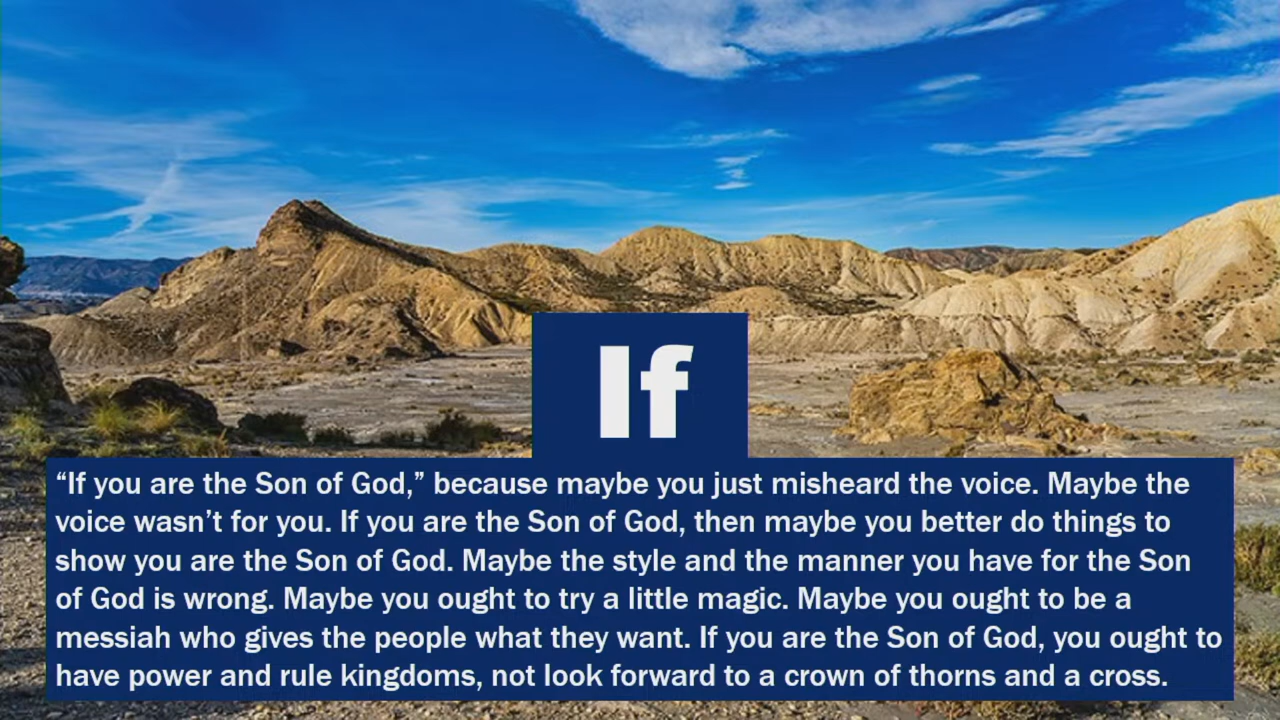 If
“If you are the Son of God,” because maybe you just misheard the voice. Maybe the
voice wasn’t for you. If you are the Son of God, then maybe you better do things to
show you are the Son of God. Maybe the style and the manner you have for the Son
of God is wrong. Maybe you ought to try a little magic. Maybe you ought to be a
messiah who gives the people what they want. If you are the Son of God, you ought to
have power and rule kingdoms, not look forward to a crown of thorns and a cross.